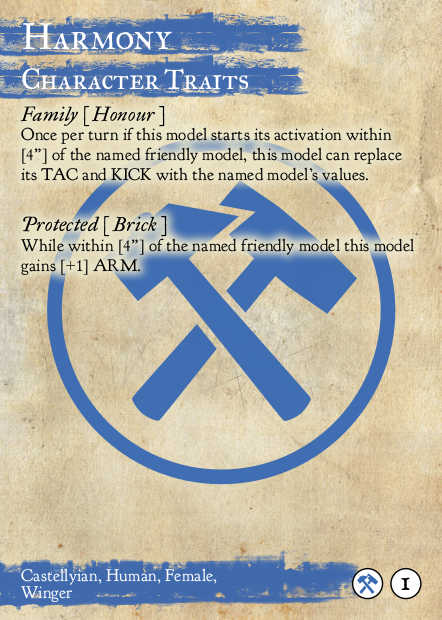 Harmony
Character Traits
Family [ Honour ]
Once per turn if this model starts its activation within
[4”] of the named friendly model, this model can replace
its TAC and KICK with the named model’s values.
Protected [ Brick ]
While within [4”] of the named friendly model this model
gains [+1] ARM.
Castellyian, Human, Female,
Winger
1